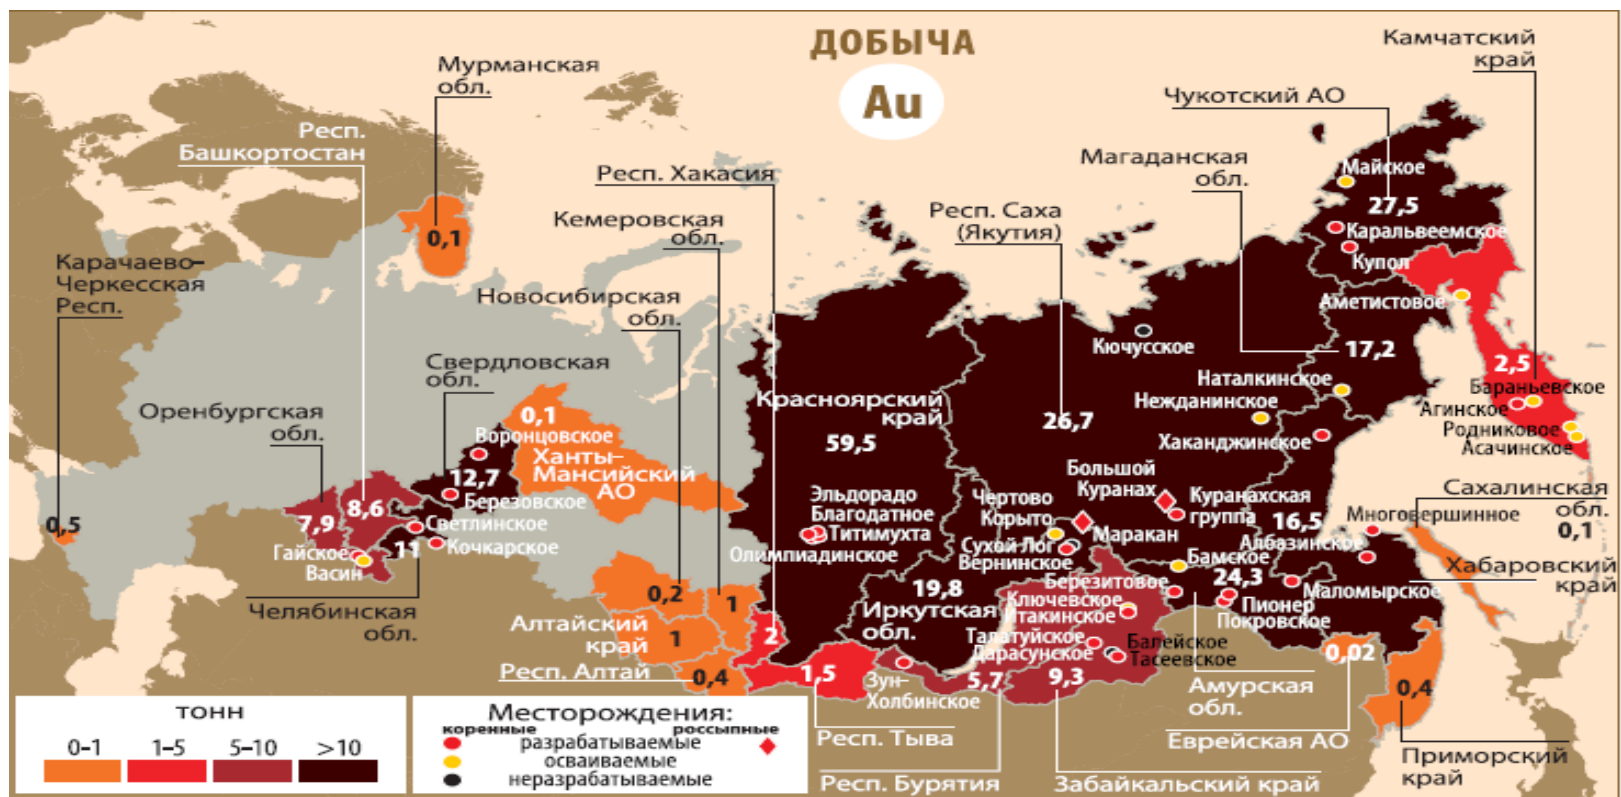 ДОБЫЧА
Au
Мурманская
обл.
Респ.
Башкортостан
Карачаево-
Черкесская
Респ.
Респ. Хакасия
Кемеровская
обл.
Новосибирская
обл.
Свердловская
обл.
Оренбургская
обл.
Респ. Саха
(Якутия)
Магаданская
обл.
Чукотский АО
Камчатский
край
0,1
0,5
Майское
27,5
Каральвеемское
Купол
Аметистовое
Кючусское
17,2
2,5
Наталкинское
Нежданинское
Хаканджинское
Бараньевское
Агинское
Родниковое
Асачинское
Красноярский
край
59,5
26,7
0,1
Воронцовское
Ханты-
Мансийский
АО
12,7
Березовское
8,6
7,9
Светлинское
11
Кочкарское
Гайское
Васин
Челябинская
обл.
Эльдорадо
Благодатное
Титимухта
Олимпиадинское
Чертово
Корыто
Большой
Куранах
Куранахская
группа
Маракан
Сухой Лог
Вернинское
16,5
Многовершинное
Албазинское
Сахалинская
обл.
0,1
Хабаровский
край
Бамское
24,3
Маломырское
Пионер
Покровское
Березитовое
Ключевское
Итакинское
Талатуйское
Дарасунское
Балейское
Тасеевское
19,8
Иркутская
обл.
0,2
1
Алтайский
край
1
2
Респ. Алтай
0,4
1,5
Зун-
Холбинское
5,7
9,3
0,02
0,4
Амурская
обл.
Еврейская АО
Приморский
край
Респ. Тыва
Респ. Бурятия
Забайкальский край
тонн
0–1 1–5 5–10 >10
Месторождения:
коренные россыпные
разрабатываемые
осваиваемые
неразрабатываемые